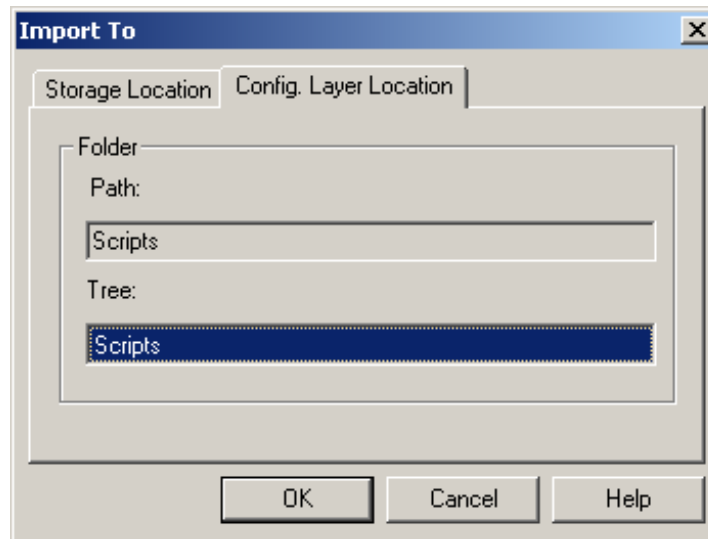 Import To
Storage Location Config. Layer Location
Folder
Path:
Scripts
Tree:
Scripts
OK Cancel Help